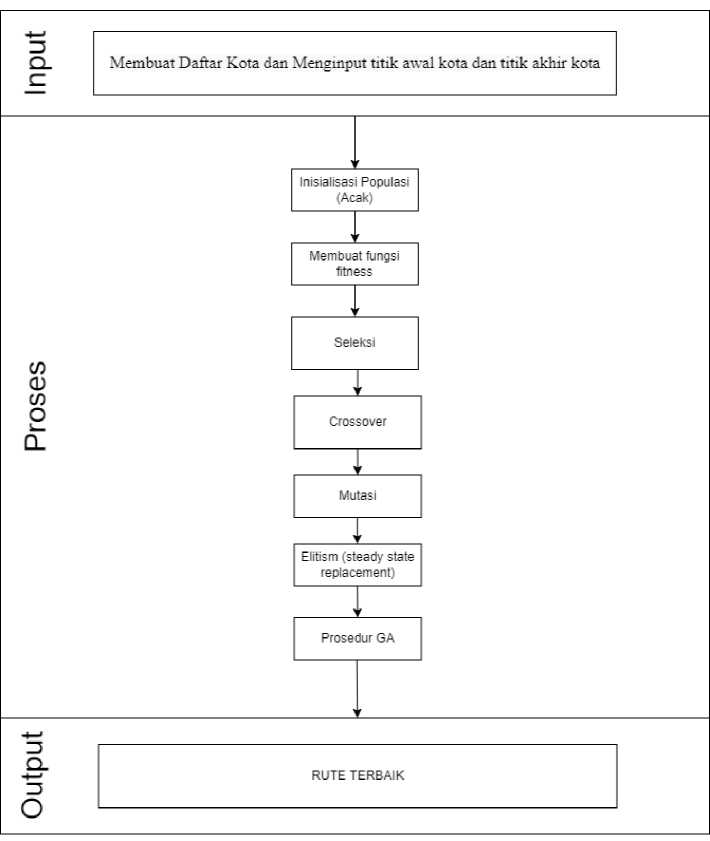 Input
Membuat Daftar Kota dan Menginput titik awal kota dan titik akhir kota
Proses
Inisialisasi Populasi
(Acak)
Membuat fungsi
fitness
Seleksi
Crossover
Mutasi
Elitism (steady state
replacement)
Prosedur GA
Output
RUTE TERBAIK